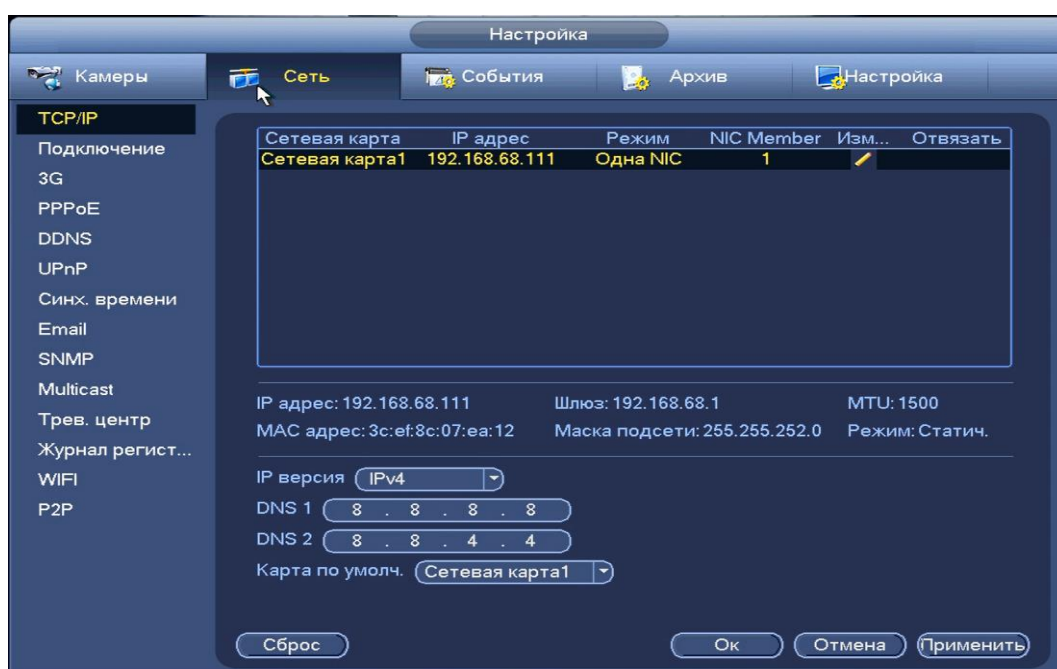 Настройка
Камеры Сеть События Архив Настройка
TCP/IP
Подключение
3G
PPPoE
DDNS
UPnP
Синх. времени
Email
SNMP
Multicast
Трев. центр
Журнал регист...
WIFI
P2P
Сетевая карта IP адрес Режим NIC Member Изм... Отвязать
Сетевая карта1 192.168.68.111 Одна NIC 1
IP адрес: 192.168.68.111 Шлюз: 192.168.68.1 MTU: 1500
MAC адрес: 3c:ef:8c:07:ea:12 Маска подсети: 255.255.252.0 Режим: Статич.
IP версия IPv4
DNS 1 8 . 8 . 8 . 8
DNS 2 8 . 8 . 4 . 4
Карта по умолч. Сетевая карта1
Сброс Ок Отмена Применить